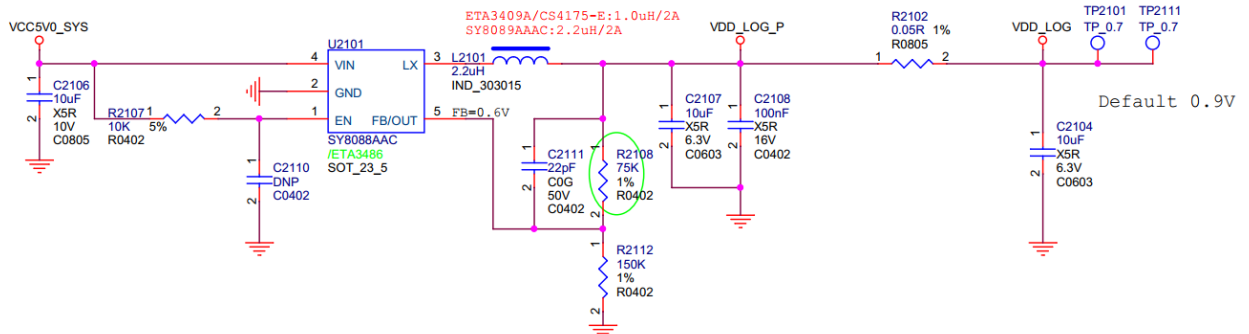 ETA3409A/CS4175-E:1.0uH/2A
SY8089AAAC:2.2uH/2A
VCC5V0_SYS
U2101
4
VIN
LX
3
L2101
2.2uH
IND_303015
VDD_LOG_P
R2102
0.05R 1%
R0805
1
2
VDD_LOG
TP2101
TP_0.7
TP2111
TP_0.7
Default 0.9V
1
2
C2106
10uF
X5R
10V
C0805
R2107
10K
5%
R0402
1
2
2
GND
1
EN
FB/OUT
5
FB=0.6V
SY8088AAC
/ETA3486
SOT_23_5
1
2
C2110
DNP
C0402
1
2
C2111
22pF
C0G
50V
C0402
1
2
R2108
75K
1%
R0402
1
2
C2107
10uF
X5R
6.3V
C0603
1
2
C2108
100nF
X5R
16V
C0402
1
2
C2104
10uF
X5R
6.3V
C0603
1
2
R2112
150K
1%
R0402